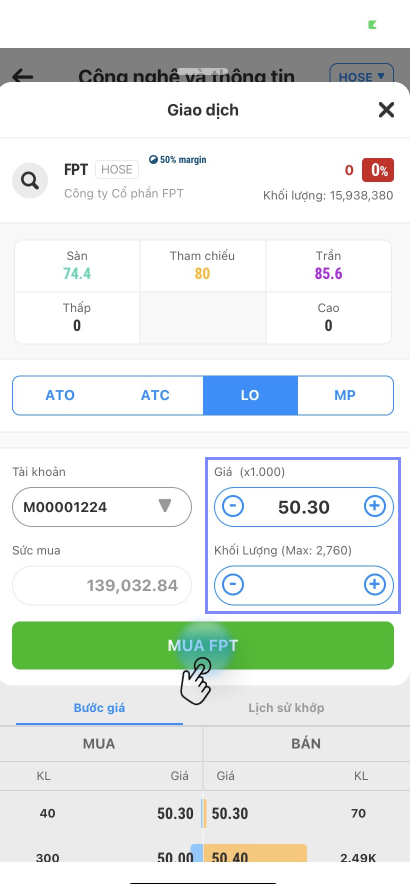 Công nghệ và thông tin
HOSE ▼
Giao dịch
FPT HOSE 50% margin
0 0%
Công ty Cổ phần FPT
Khối lượng: 15,938,380
Sàn Tham chiếu Trần
74.4 80 85.6
Thấp Cao
0 0
ATO ATC LO MP
Tài khoản Giá (x1.000)
M00001224 - 50.30 +
Sức mua Khối Lượng (Max: 2,760)
139,032.84 - +
MUA FPT
Bước giá Lịch sử khớp
MUA BÁN
KL Giá Giá KL
40 50.30 50.30 70
300 50.00 50.40 2.49K